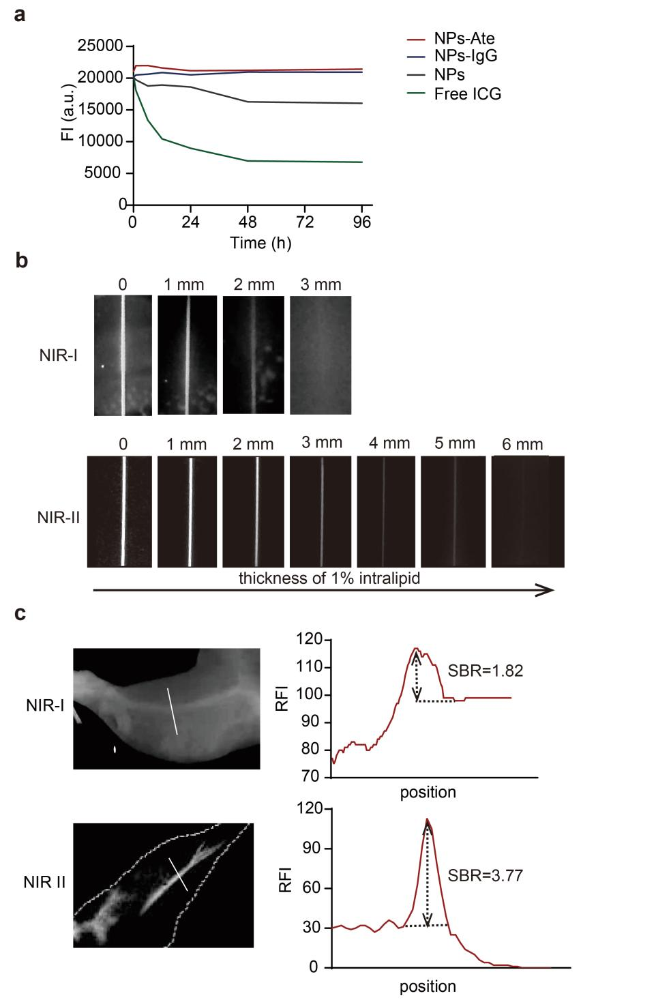 a
25000
20000
15000
10000
5000
0
FI (a.u.)
0 24 48 72 96
Time (h)
NPs-Ate
NPs-IgG
NPs
Free ICG
b
0 1 mm 2 mm 3 mm
NIR-I
0 1 mm 2 mm 3 mm 4 mm 5 mm 6 mm
NIR-II
thickness of 1% intralipid
c
NIR-I
120
110
100
90
80
70
RFI
SBR=1.82
position
NIR II
120
90
60
30
0
RFI
SBR=3.77
position